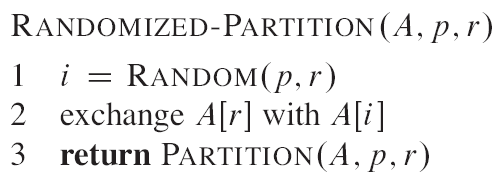 RANDOMIZED-PARTITION(A, p, r)
1 i = RANDOM(p, r)
2 exchange A[r] with A[i]
3 return PARTITION(A, p, r)